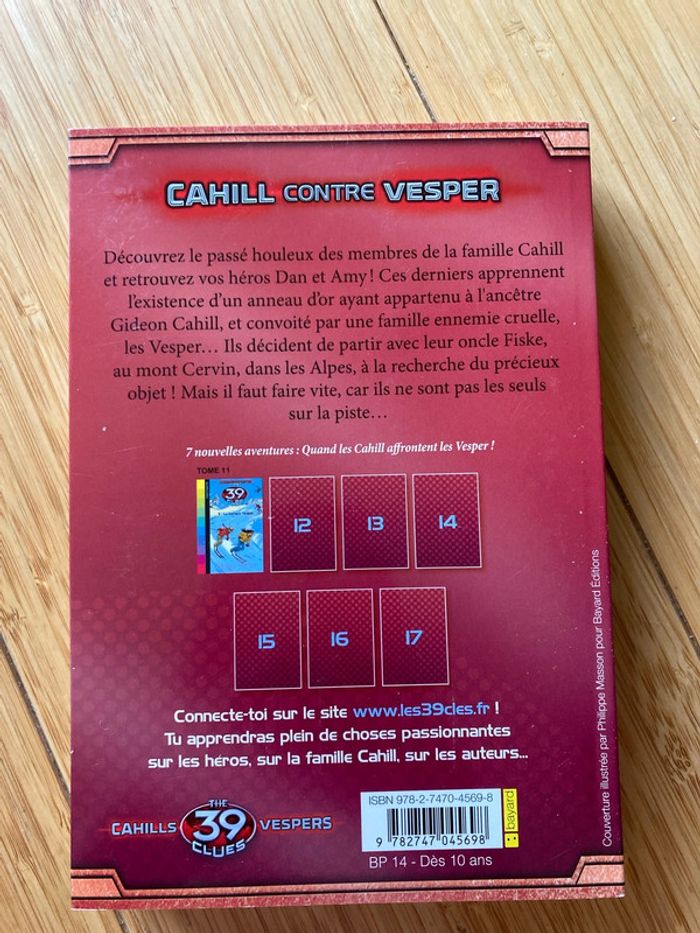 CAHILL CONTRE VESPER
Découvrez le passé houleux des membres de la famille Cahill
et retrouvez vos héros Dan et Amy ! Ces derniers apprennent
l'existence d'un anneau d'or ayant appartenu à l'ancêtre
Gideon Cahill, et convoité par une famille ennemie cruelle,
les Vesper… Ils décident de partir avec leur oncle Fiske,
au mont Cervin, dans les Alpes, à la recherche du précieux
objet ! Mais il faut faire vite, car ils ne sont pas les seuls
sur la piste…
7 nouvelles aventures : Quand les Cahill affrontent les Vesper !
TOME 11
39
12
13
14
15
16
17
Connecte-toi sur le site www.les39cles.fr !
Tu apprendras plein de choses passionnantes
sur les héros, sur la famille Cahill, sur les auteurs...
CAHILLS THE 39 CLUES VESPERS
ISBN 978-2-7470-4569-8
9 782747 045698
bayard
BP 14 - Dès 10 ans
Couverture illustrée par Philippe Masson pour Bayard Éditions